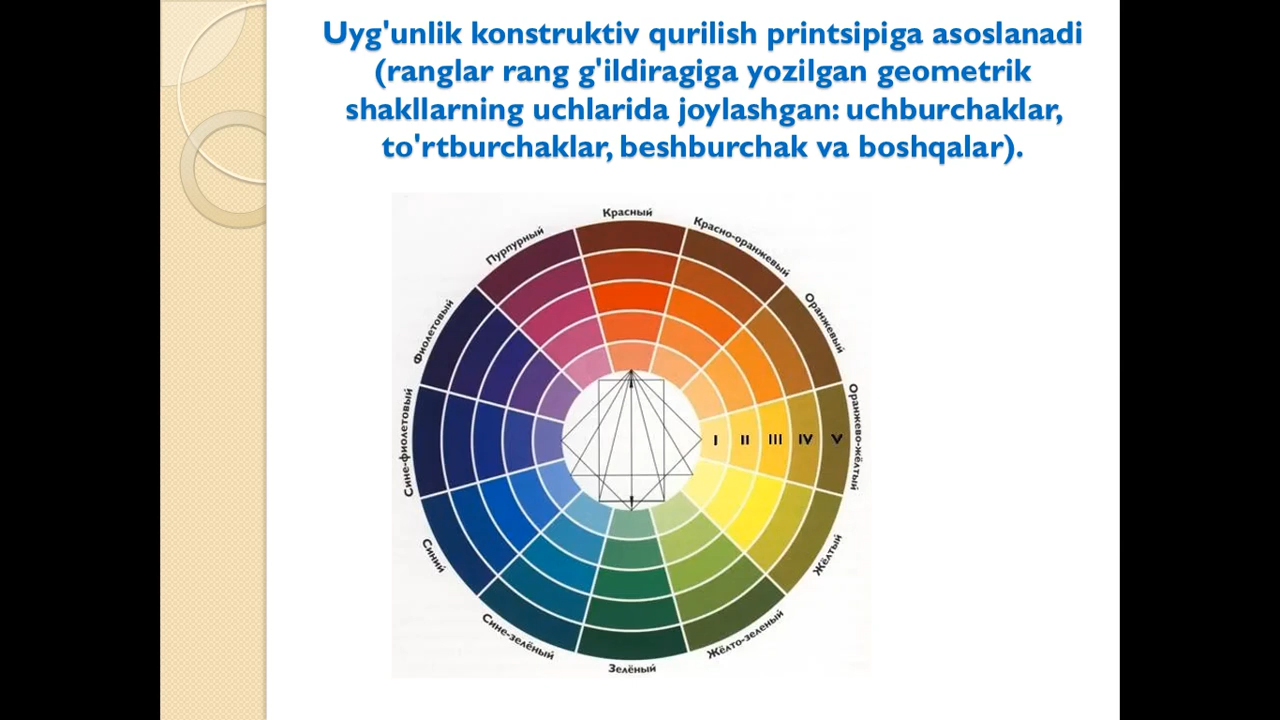 Uyg'unlik konstruktiv qurilish printsipiga asoslanadi
(ranglar rang g'ildiragiga yozilgan geometrik
shakllarning uchlarida joylashgan: uchburchaklar,
to'rtburchaklar, beshburchak va boshqalar).
Красный
Красно-оранжевый
Оранжевый
Оранжево-жёлтый
Жёлтый
Жёлто-зеленый
Зелёный
Сине-зелёный
Синий
Сине-фиолетовый
Фиолетовый
Пурпурный
I II III IV V